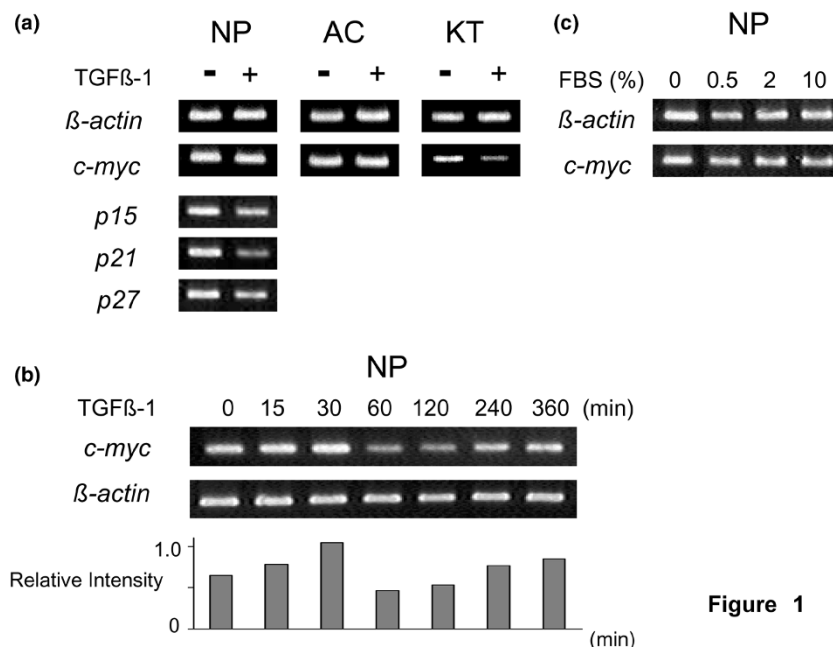 (a)
NP AC KT
TGFß-1 - + - + - +
ß-actin
c-myc
p15
p21
p27
(c)
NP
FBS (%) 0 0.5 2 10
ß-actin
c-myc
(b)
NP
TGFß-1 0 15 30 60 120 240 360 (min)
c-myc
ß-actin
1.0
Relative Intensity
0
(min)
Figure 1